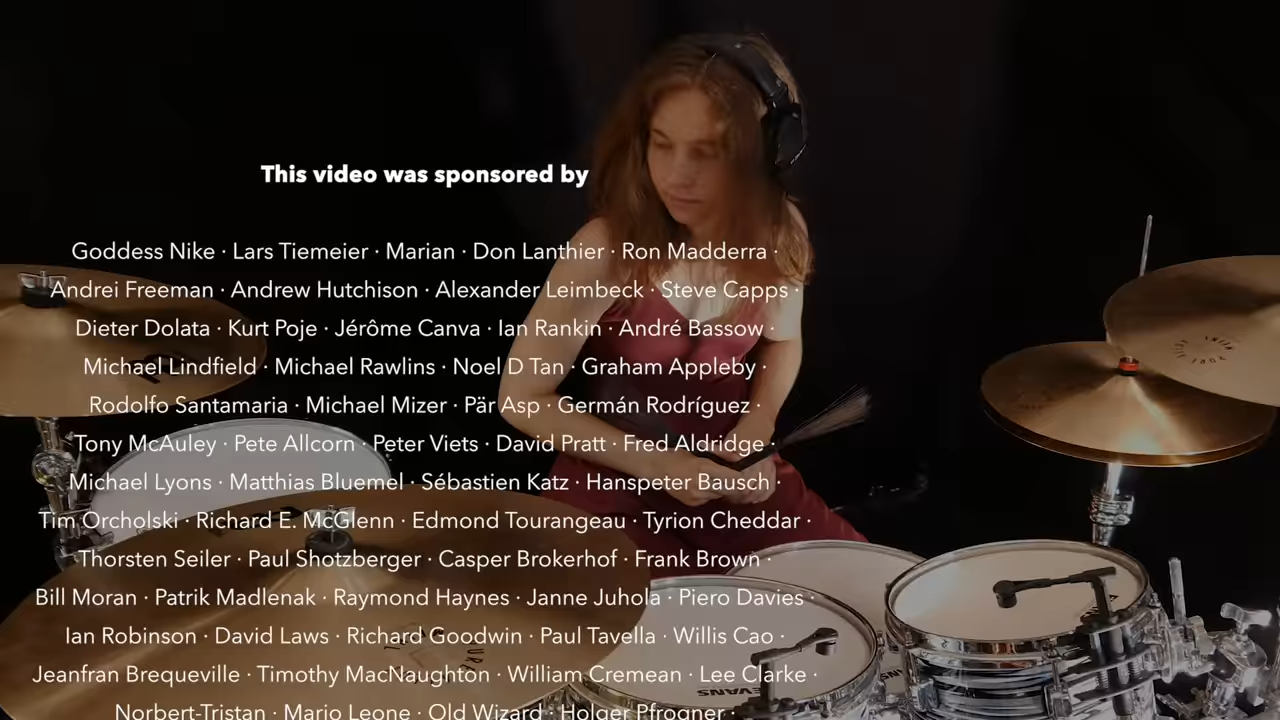 This video was sponsored by
Goddess Nike · Lars Tiemeier · Marian · Don Lanthier · Ron Madderra ·
Andrei Freeman · Andrew Hutchison · Alexander Leimbeck · Steve Capps ·
Dieter Dolata · Kurt Poje · Jérôme Canva · Ian Rankin · André Bassow ·
Michael Lindfield · Michael Rawlins · Noel D Tan · Graham Appleby ·
Rodolfo Santamaria · Michael Mizer · Pär Asp · Germán Rodríguez ·
Tony McAuley · Pete Allcorn · Peter Viets · David Pratt · Fred Aldridge ·
Michael Lyons · Matthias Bluemel · Sébastien Katz · Hanspeter Bausch ·
Tim Orcholski · Richard E. McGlenn · Edmond Tourangeau · Tyrion Cheddar ·
Thorsten Seiler · Paul Shotzberger · Casper Brokerhof · Frank Brown ·
Bill Moran · Patrik Madlenak · Raymond Haynes · Janne Juhola · Piero Davies ·
Ian Robinson · David Laws · Richard Goodwin · Paul Tavella · Willis Cao ·
Jeanfran Brequeville · Timothy MacNaughton · William Cremean · Lee Clarke ·
Norbert-Tristan · Mario Leone · Old Wizard · Holger Pfrogner ·
EVANS